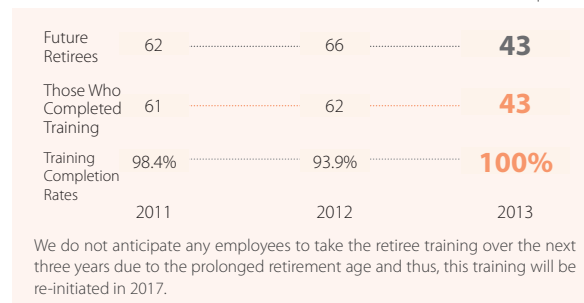 Future
Retirees 62 66 43
Those Who
Completed
Training 61 62 43
Training
Completion
Rates 98.4% 93.9% 100%
2011 2012 2013
We do not anticipate any employees to take the retiree training over the next
three years due to the prolonged retirement age and thus, this training will be
re-initiated in 2017.